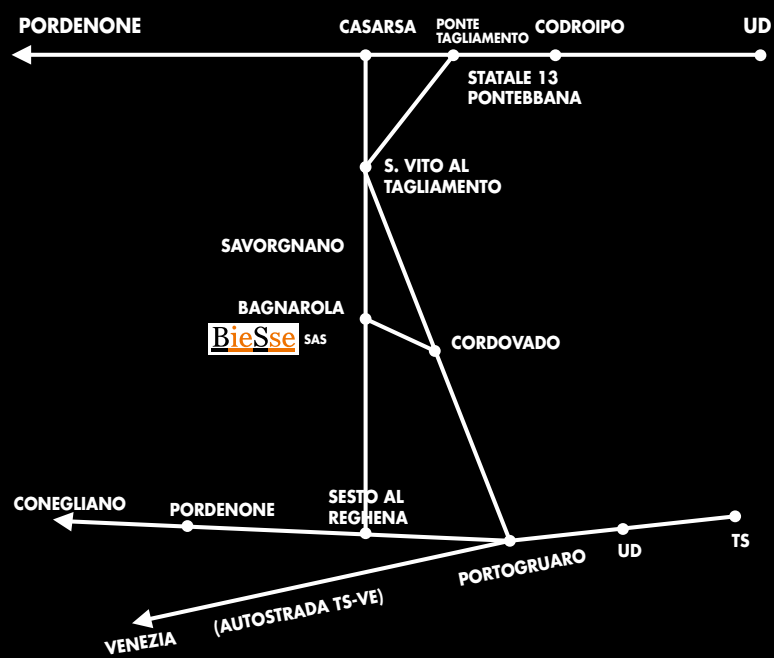 PORDENONE
CASARSA
PONTE
TAGLIAMENTO
CODROIPO
UD
STATALE 13
PONTEBBANA
S. VITO AL
TAGLIAMENTO
SAVORGNANO
BAGNAROLA
BieSse SAS
CORDOVADO
CONEGLIANO
PORDENONE
SESTO AL
REGHENA
PORTOGRUARO
UD
TS
VENEZIA
(AUTOSTRADA TS-VE)